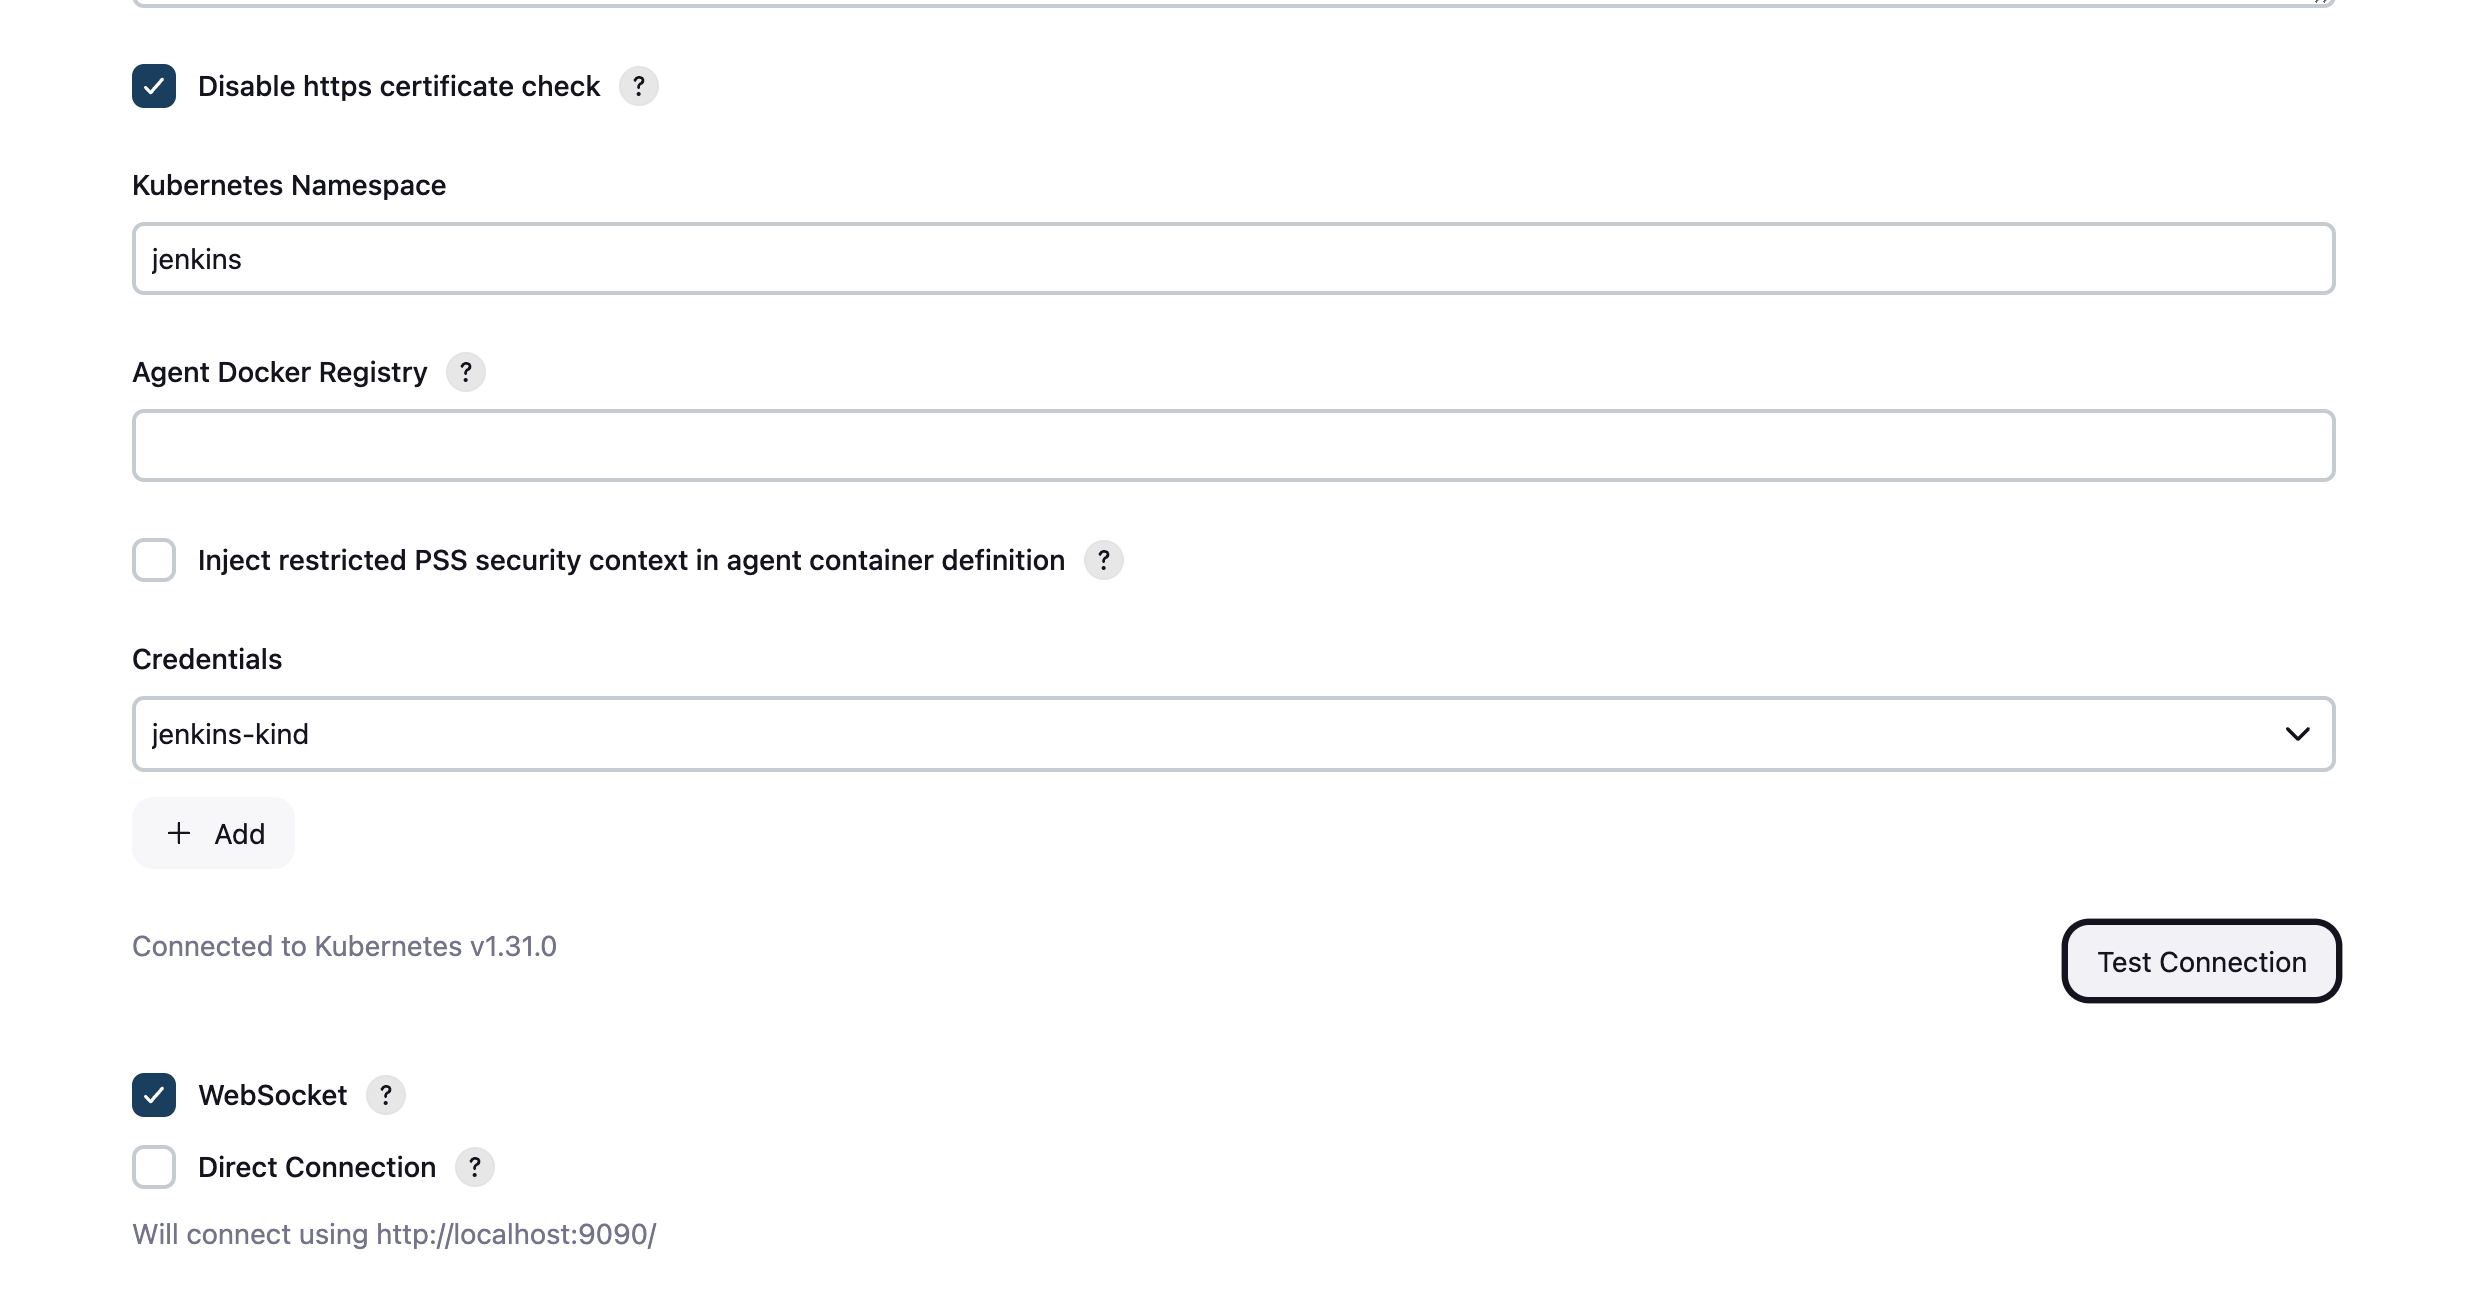 Disable https certificate check ?
Kubernetes Namespace
jenkins
Agent Docker Registry ?
Inject restricted PSS security context in agent container definition ?
Credentials
jenkins-kind
+ Add
Connected to Kubernetes v1.31.0
Test Connection
WebSocket ?
Direct Connection ?
Will connect using http://localhost:9090/